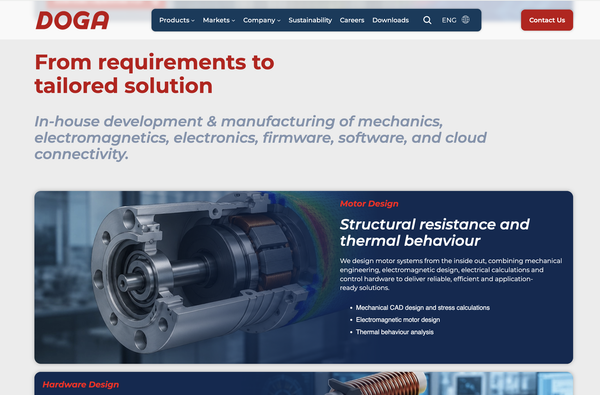 DOGA
Products Markets Company Sustainability Careers Downloads ENG Contact Us
From requirements to
tailored solution
In-house development & manufacturing of mechanics,
electromagnetics, electronics, firmware, software, and cloud
connectivity.
Motor Design
Structural resistance and
thermal behaviour
We design motor systems from the inside out, combining mechanical
engineering, electromagnetic design, electrical calculations and
control hardware to deliver reliable, efficient and application-
ready solutions.
• Mechanical CAD design and stress calculations
• Electromagnetic motor design
• Thermal behaviour analysis
Hardware Design